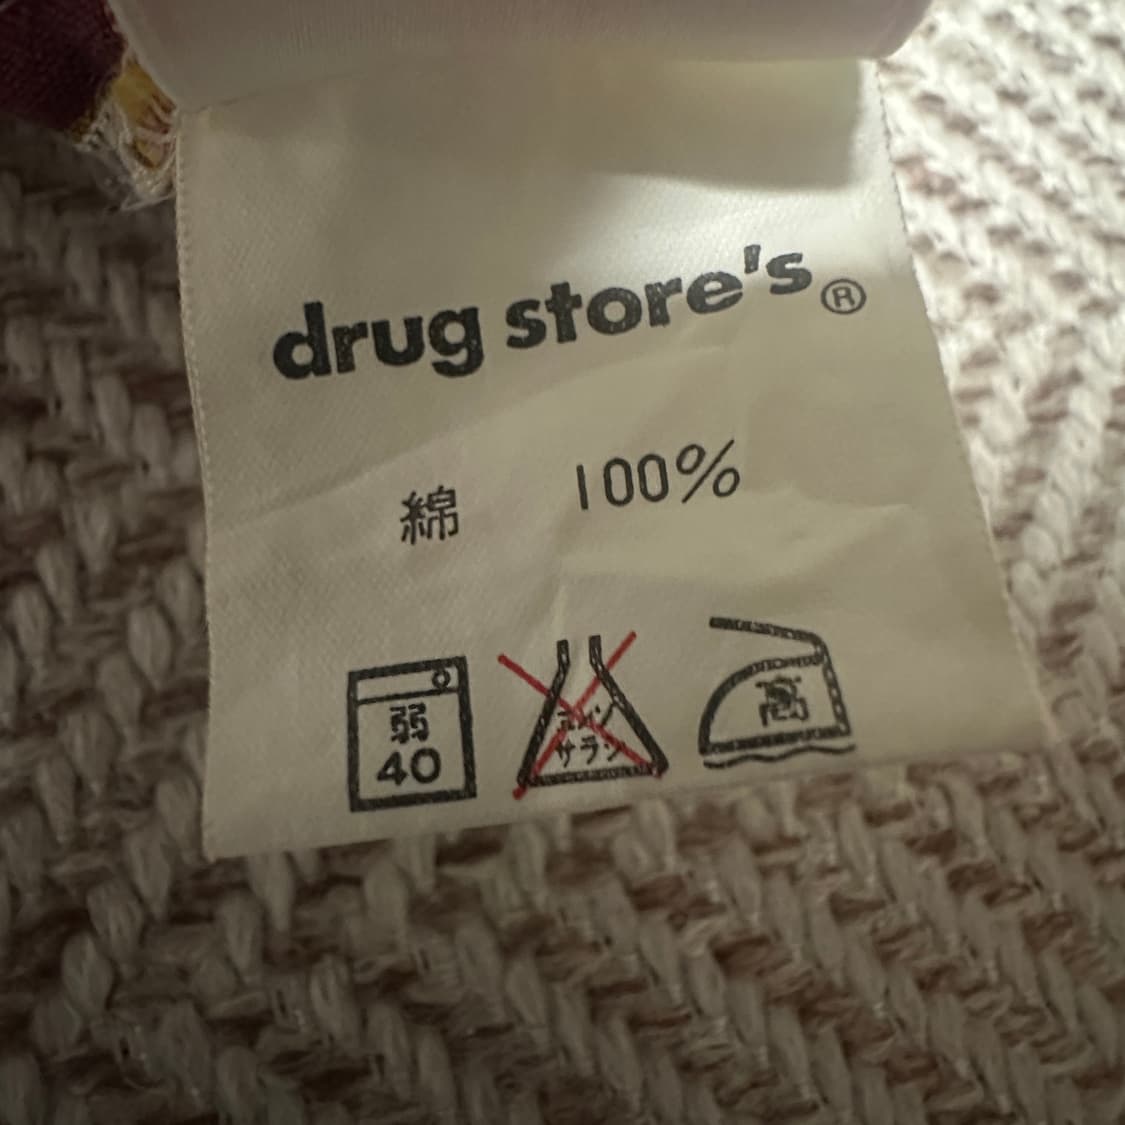 drug store's®
綿 100%
弱
40
エンソ
サラシ
高